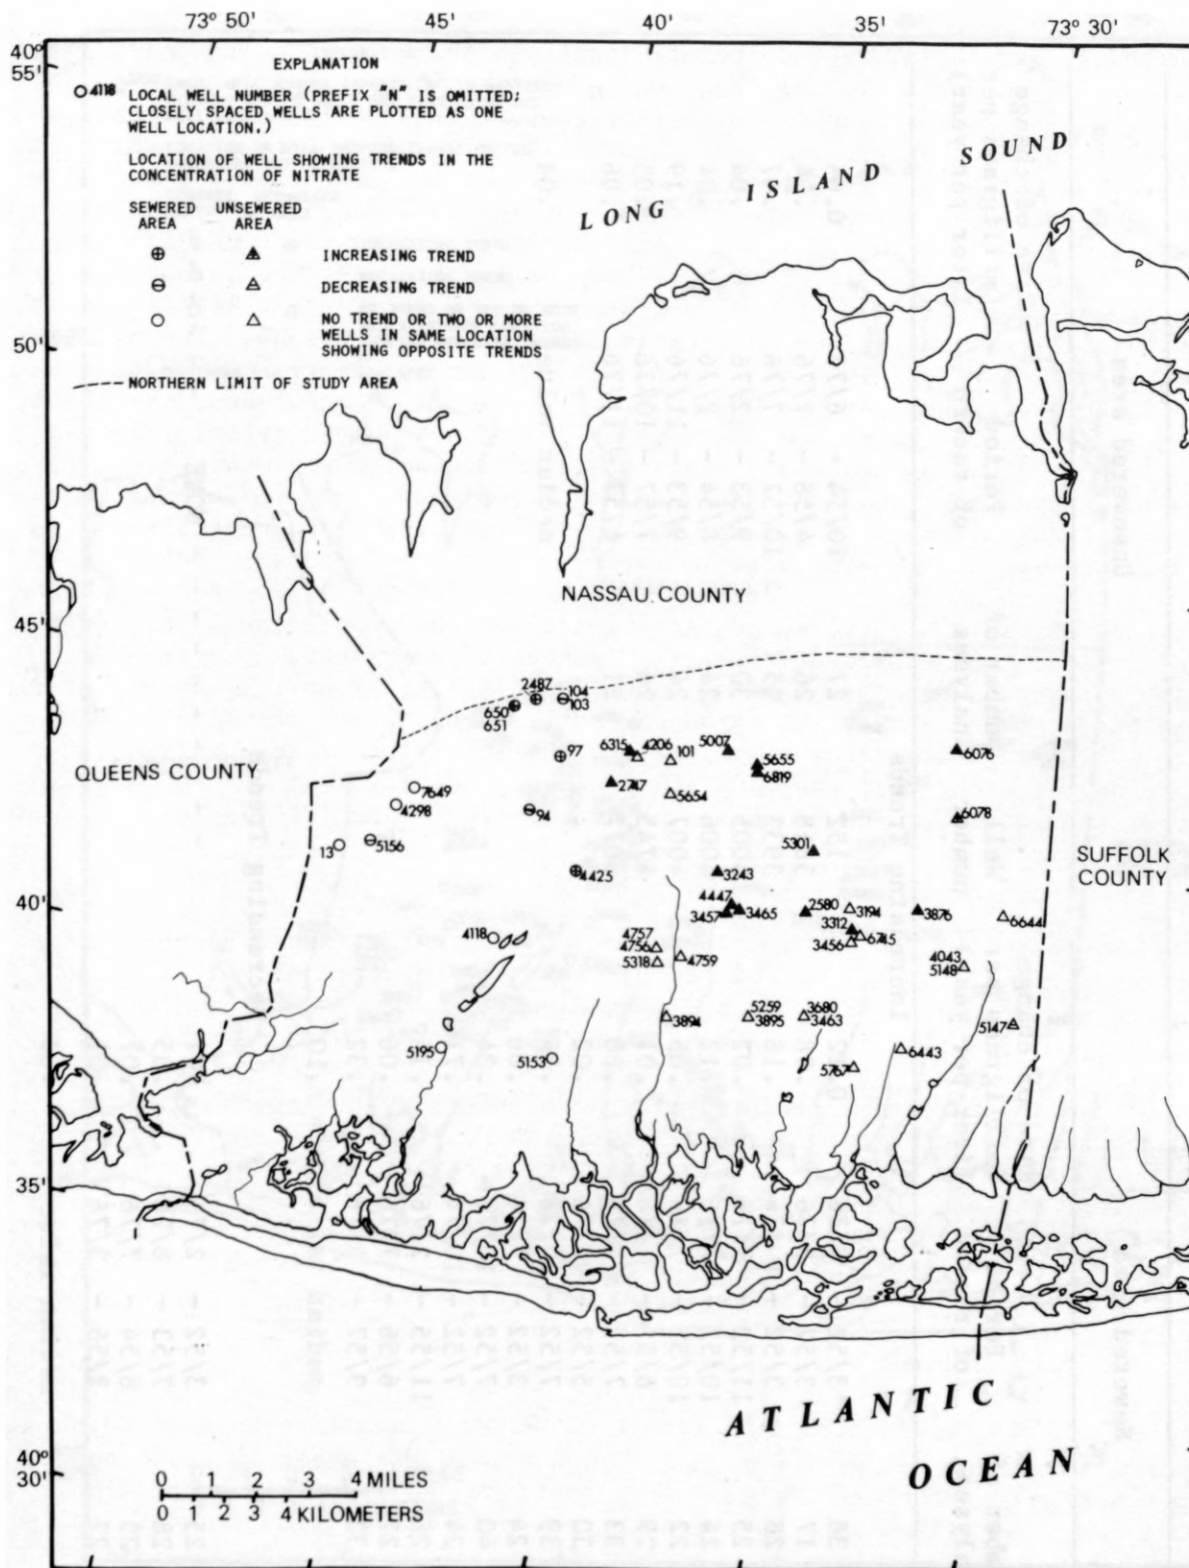 73° 50' 45' 40' 35' 73° 30'
40°
55'
EXPLANATION
4118 LOCAL WELL NUMBER (PREFIX "N" IS OMITTED;
CLOSELY SPACED WELLS ARE PLOTTED AS ONE
WELL LOCATION.)
LOCATION OF WELL SHOWING TRENDS IN THE
CONCENTRATION OF NITRATE
SEWERED UNSEWERED
AREA AREA
INCREASING TREND
DECREASING TREND
NO TREND OR TWO OR MORE
WELLS IN SAME LOCATION
SHOWING OPPOSITE TRENDS
NORTHERN LIMIT OF STUDY AREA
LONG ISLAND SOUND
50'
NASSAU COUNTY
45'
2487 104
650 103
651
97 6315 4206 101 5007 5655 6076
QUEENS COUNTY
6819
7649 2747 5654
4298 94 6078
13 5156 5301
SUFFOLK
COUNTY
4425 3243
40'
4447 2580 3194 3876
3457 3465 3312 6644
4118 4757 3456 6745
4756 4759 4043
5318 5148
5259 3680
3894 3895 3463 5147
5195 5153 6443
5767
35'
ATLANTIC
OCEAN
40°
30'
0 1 2 3 4 MILES
0 1 2 3 4 KILOMETERS